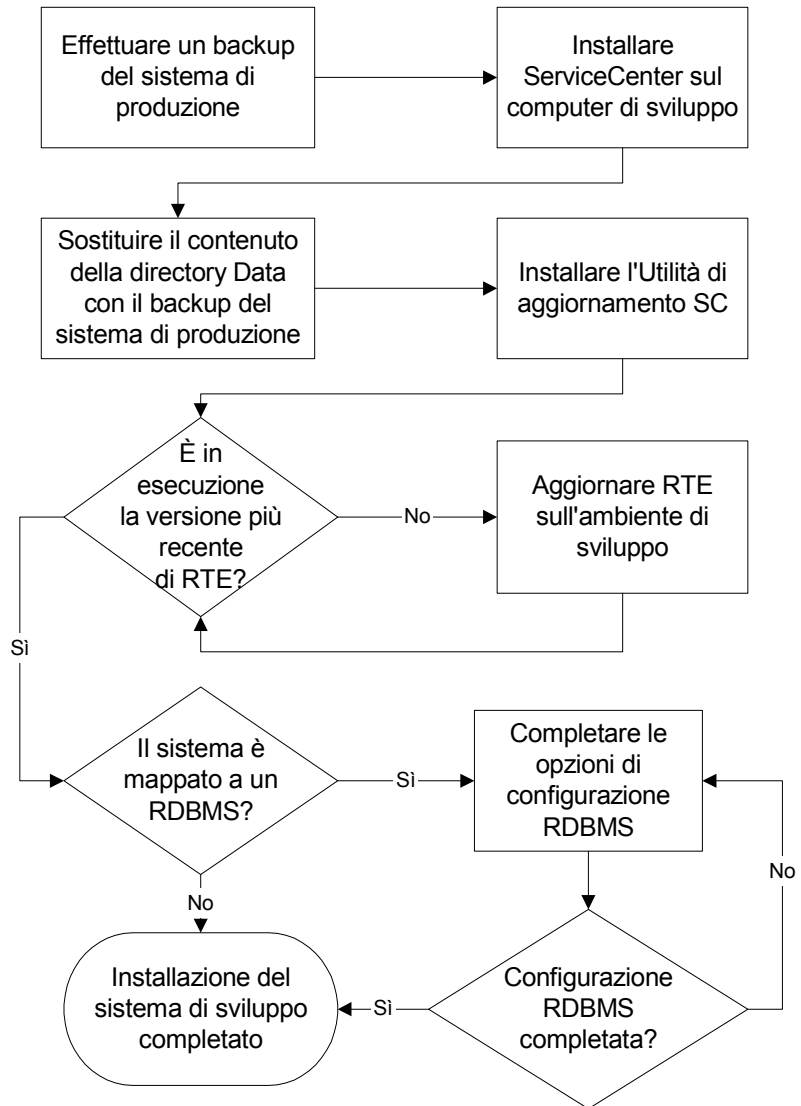 Effettuare un backup
del sistema di
produzione
Installare
ServiceCenter sul
computer di sviluppo
Sostituire il contenuto
della directory Data
con il backup del
sistema di produzione
Installare l'Utilità di
aggiornamento SC
È in
esecuzione
la versione più
recente
di RTE?
No
Aggiornare RTE
sull'ambiente di
sviluppo
Sì
Il sistema è
mappato a un
RDBMS?
Sì
Completare le
opzioni di
configurazione
RDBMS
No
No
Installazione del
sistema di sviluppo
completato
Sì
Configurazione
RDBMS
completata?